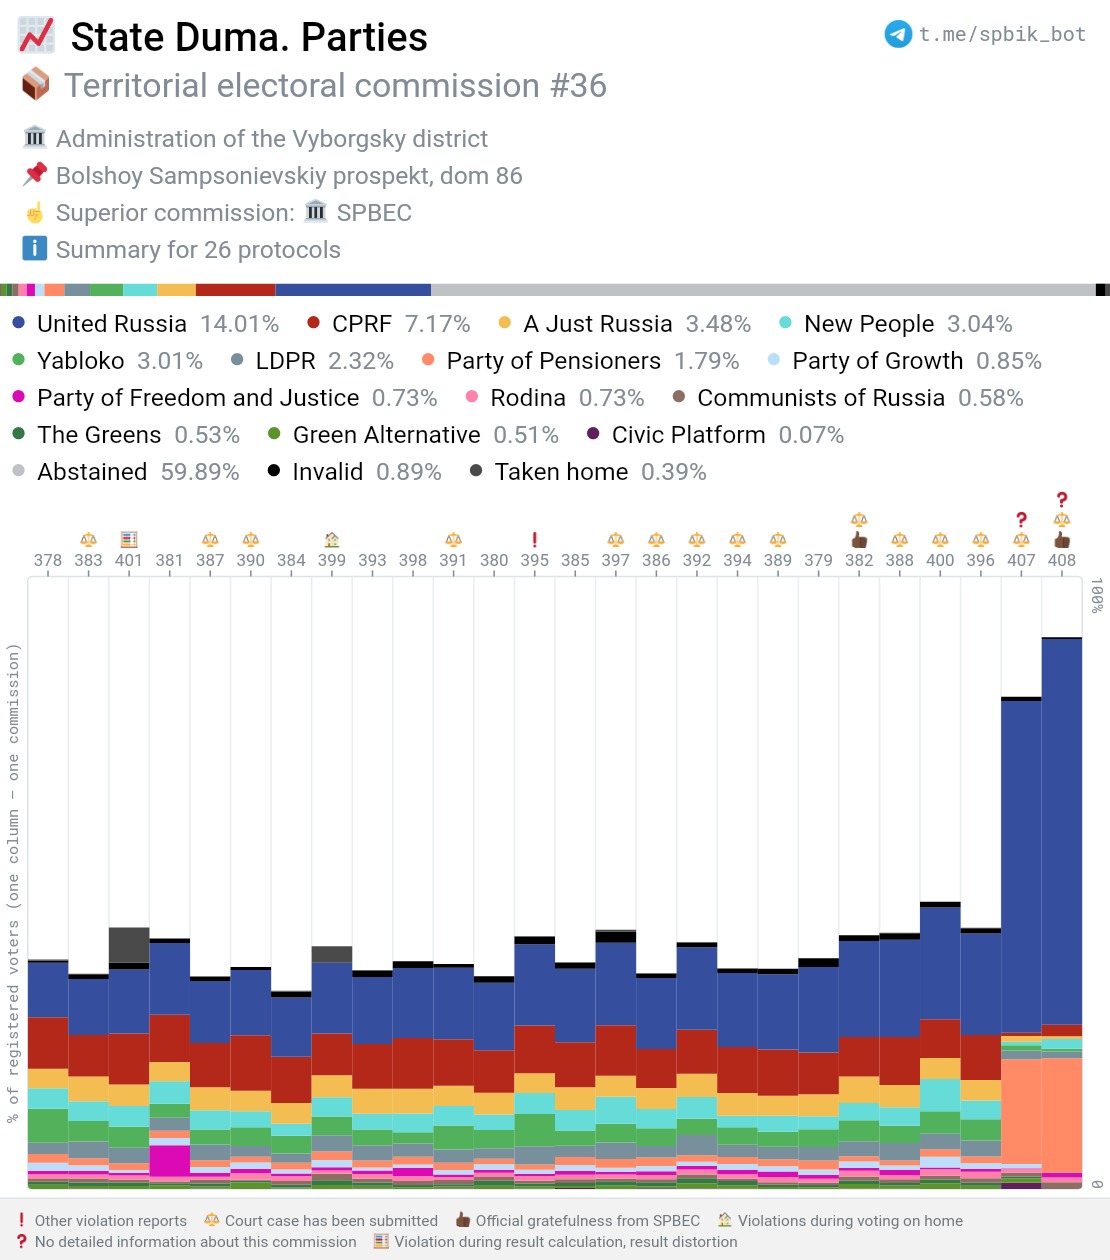 State Duma. Parties
t.me/spbik_bot
Territorial electoral commission #36
Administration of the Vyborgsky district
Bolshoy Sampsonievskiy prospekt, dom 86
Superior commission: SPBEC
Summary for 26 protocols
United Russia 14.01% CPRF 7.17% A Just Russia 3.48% New People 3.04%
Yabloko 3.01% LDPR 2.32% Party of Pensioners 1.79% Party of Growth 0.85%
Party of Freedom and Justice 0.73% Rodina 0.73% Communists of Russia 0.58%
The Greens 0.53% Green Alternative 0.51% Civic Platform 0.07%
Abstained 59.89% Invalid 0.89% Taken home 0.39%
378 383 401 381 387 390 384 399 393 398 391 380 395 385 397 386 392 394 389 379 382 388 400 396 407 408
100%
% of registered voters (one column – one commission)
0
Other violation reports Court case has been submitted Official gratefulness from SPBEC Violations during voting on home
No detailed information about this commission Violation during result calculation, result distortion